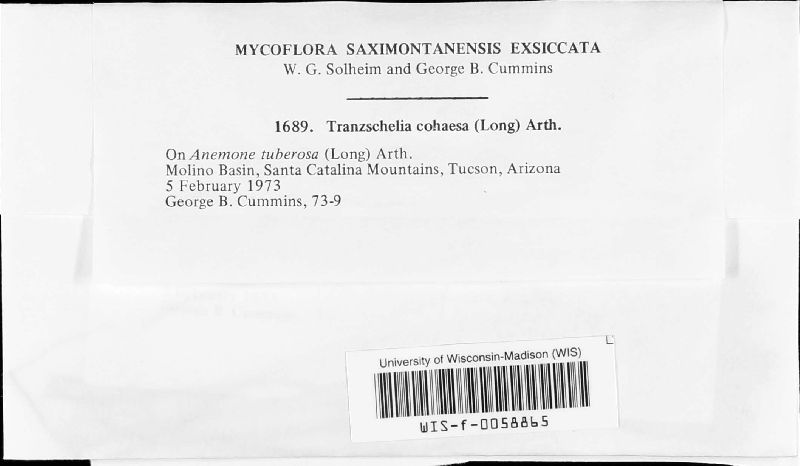 MYCOFLORA SAXIMONTANENSIS EXSICCATA
W. G. Solheim and George B. Cummins
1689. Tranzschelia cohaesa (Long) Arth.
On Anemone tuberosa (Long) Arth.
Molino Basin, Santa Catalina Mountains, Tucson, Arizona
5 February 1973
George B. Cummins, 73-9
University of Wisconsin-Madison (WIS)
WIS-f-0058865